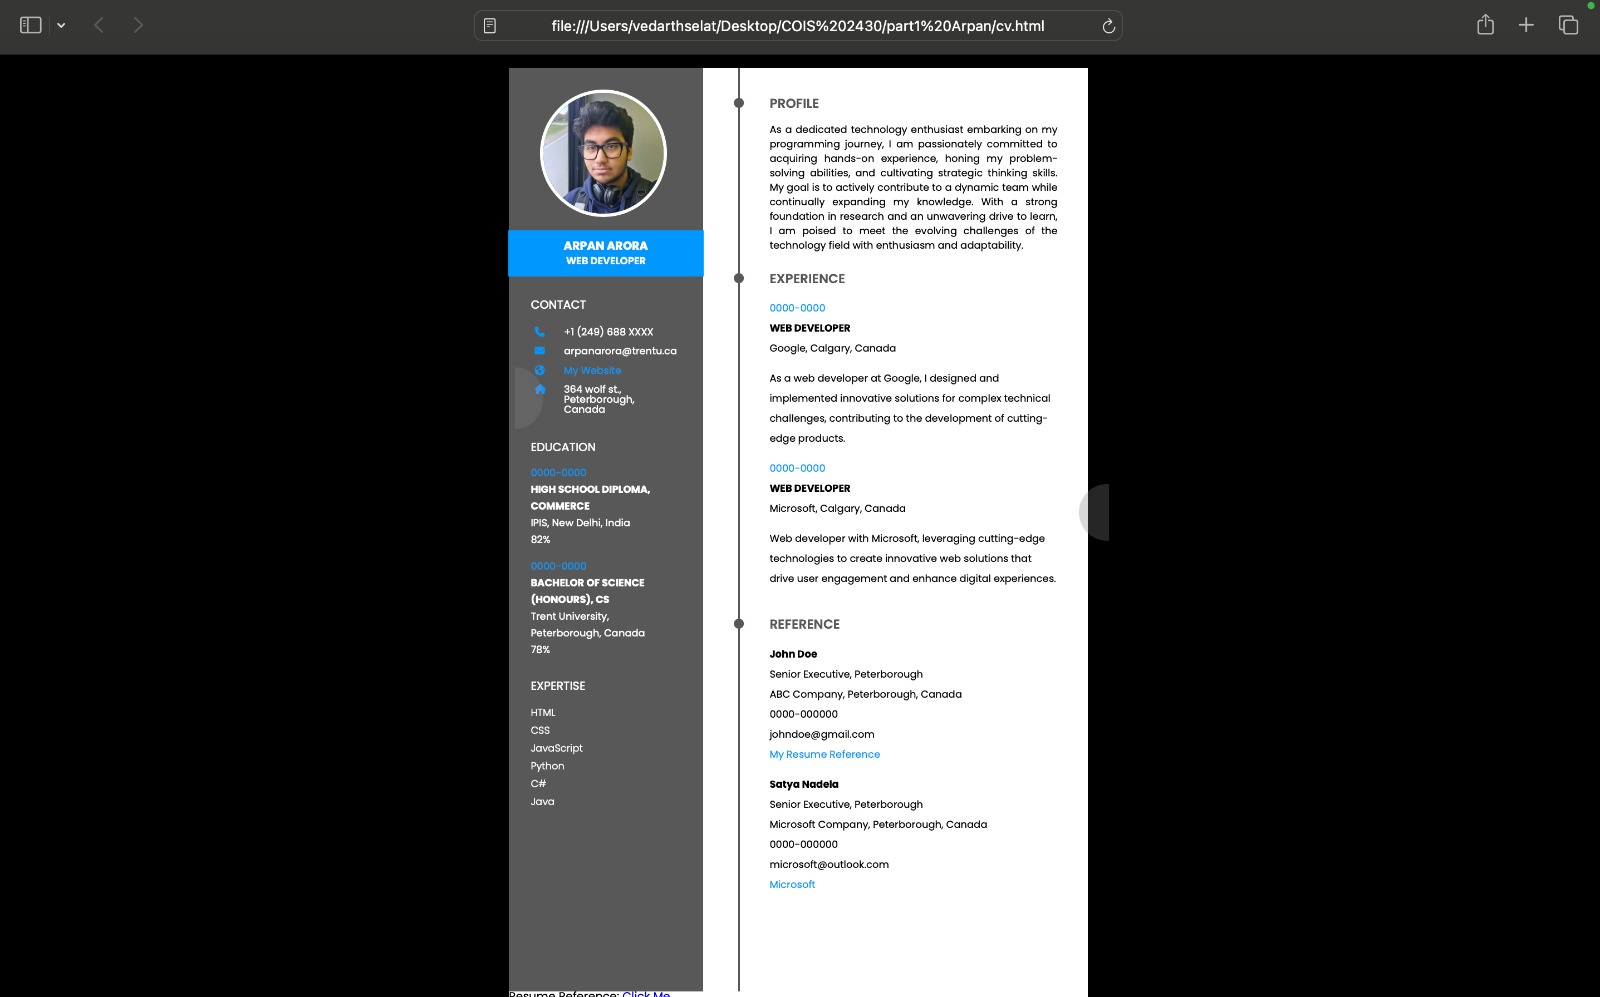 file:///Users/vedarthselat/Desktop/COIS%202430/part1%20Arpan/cv.html
ARPAN ARORA
WEB DEVELOPER
CONTACT
+1 (249) 688 XXXX
arpanarora@trentu.ca
My Website
364 wolf st.,
Peterborough,
Canada
EDUCATION
0000-0000
HIGH SCHOOL DIPLOMA,
COMMERCE
IPIS, New Delhi, India
82%
0000-0000
BACHELOR OF SCIENCE
(HONOURS), CS
Trent University,
Peterborough, Canada
78%
EXPERTISE
HTML
CSS
JavaScript
Python
C#
Java
PROFILE
As a dedicated technology enthusiast embarking on my
programming journey, I am passionately committed to
acquiring hands-on experience, honing my problem-
solving abilities, and cultivating strategic thinking skills.
My goal is to actively contribute to a dynamic team while
continually expanding my knowledge. With a strong
foundation in research and an unwavering drive to learn,
I am poised to meet the evolving challenges of the
technology field with enthusiasm and adaptability.
EXPERIENCE
0000-0000
WEB DEVELOPER
Google, Calgary, Canada
As a web developer at Google, I designed and
implemented innovative solutions for complex technical
challenges, contributing to the development of cutting-
edge products.
0000-0000
WEB DEVELOPER
Microsoft, Calgary, Canada
Web developer with Microsoft, leveraging cutting-edge
technologies to create innovative web solutions that
drive user engagement and enhance digital experiences.
REFERENCE
John Doe
Senior Executive, Peterborough
ABC Company, Peterborough, Canada
0000-000000
johndoe@gmail.com
My Resume Reference
Satya Nadela
Senior Executive, Peterborough
Microsoft Company, Peterborough, Canada
0000-000000
microsoft@outlook.com
Microsoft
Resume Reference: Click Me